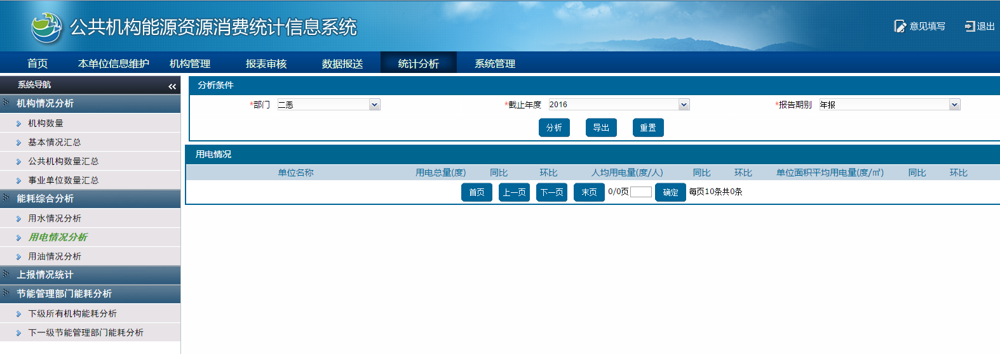 公共机构能源资源消费统计信息系统
意见填写 退出
首页 本单位信息维护 机构管理 报表审核 数据报送 统计分析 系统管理
系统导航
机构情况分析
机构数量
基本情况汇总
公共机构数量汇总
事业单位数量汇总
能耗综合分析
用水情况分析
用电情况分析
用油情况分析
上报情况统计
节能管理部门能耗分析
下级所有机构能耗分析
下一级节能管理部门能耗分析
分析条件
*部门 二恶 *截止年度 2016 *报告期别 年报
分析 导出 重置
用电情况
单位名称 用电总量(度) 同比 环比 人均用电量(度/人) 同比 环比 单位面积平均用电量(度/㎡) 同比 环比
首页 上一页 下一页 末页 0/0页 确定 每页10条共0条